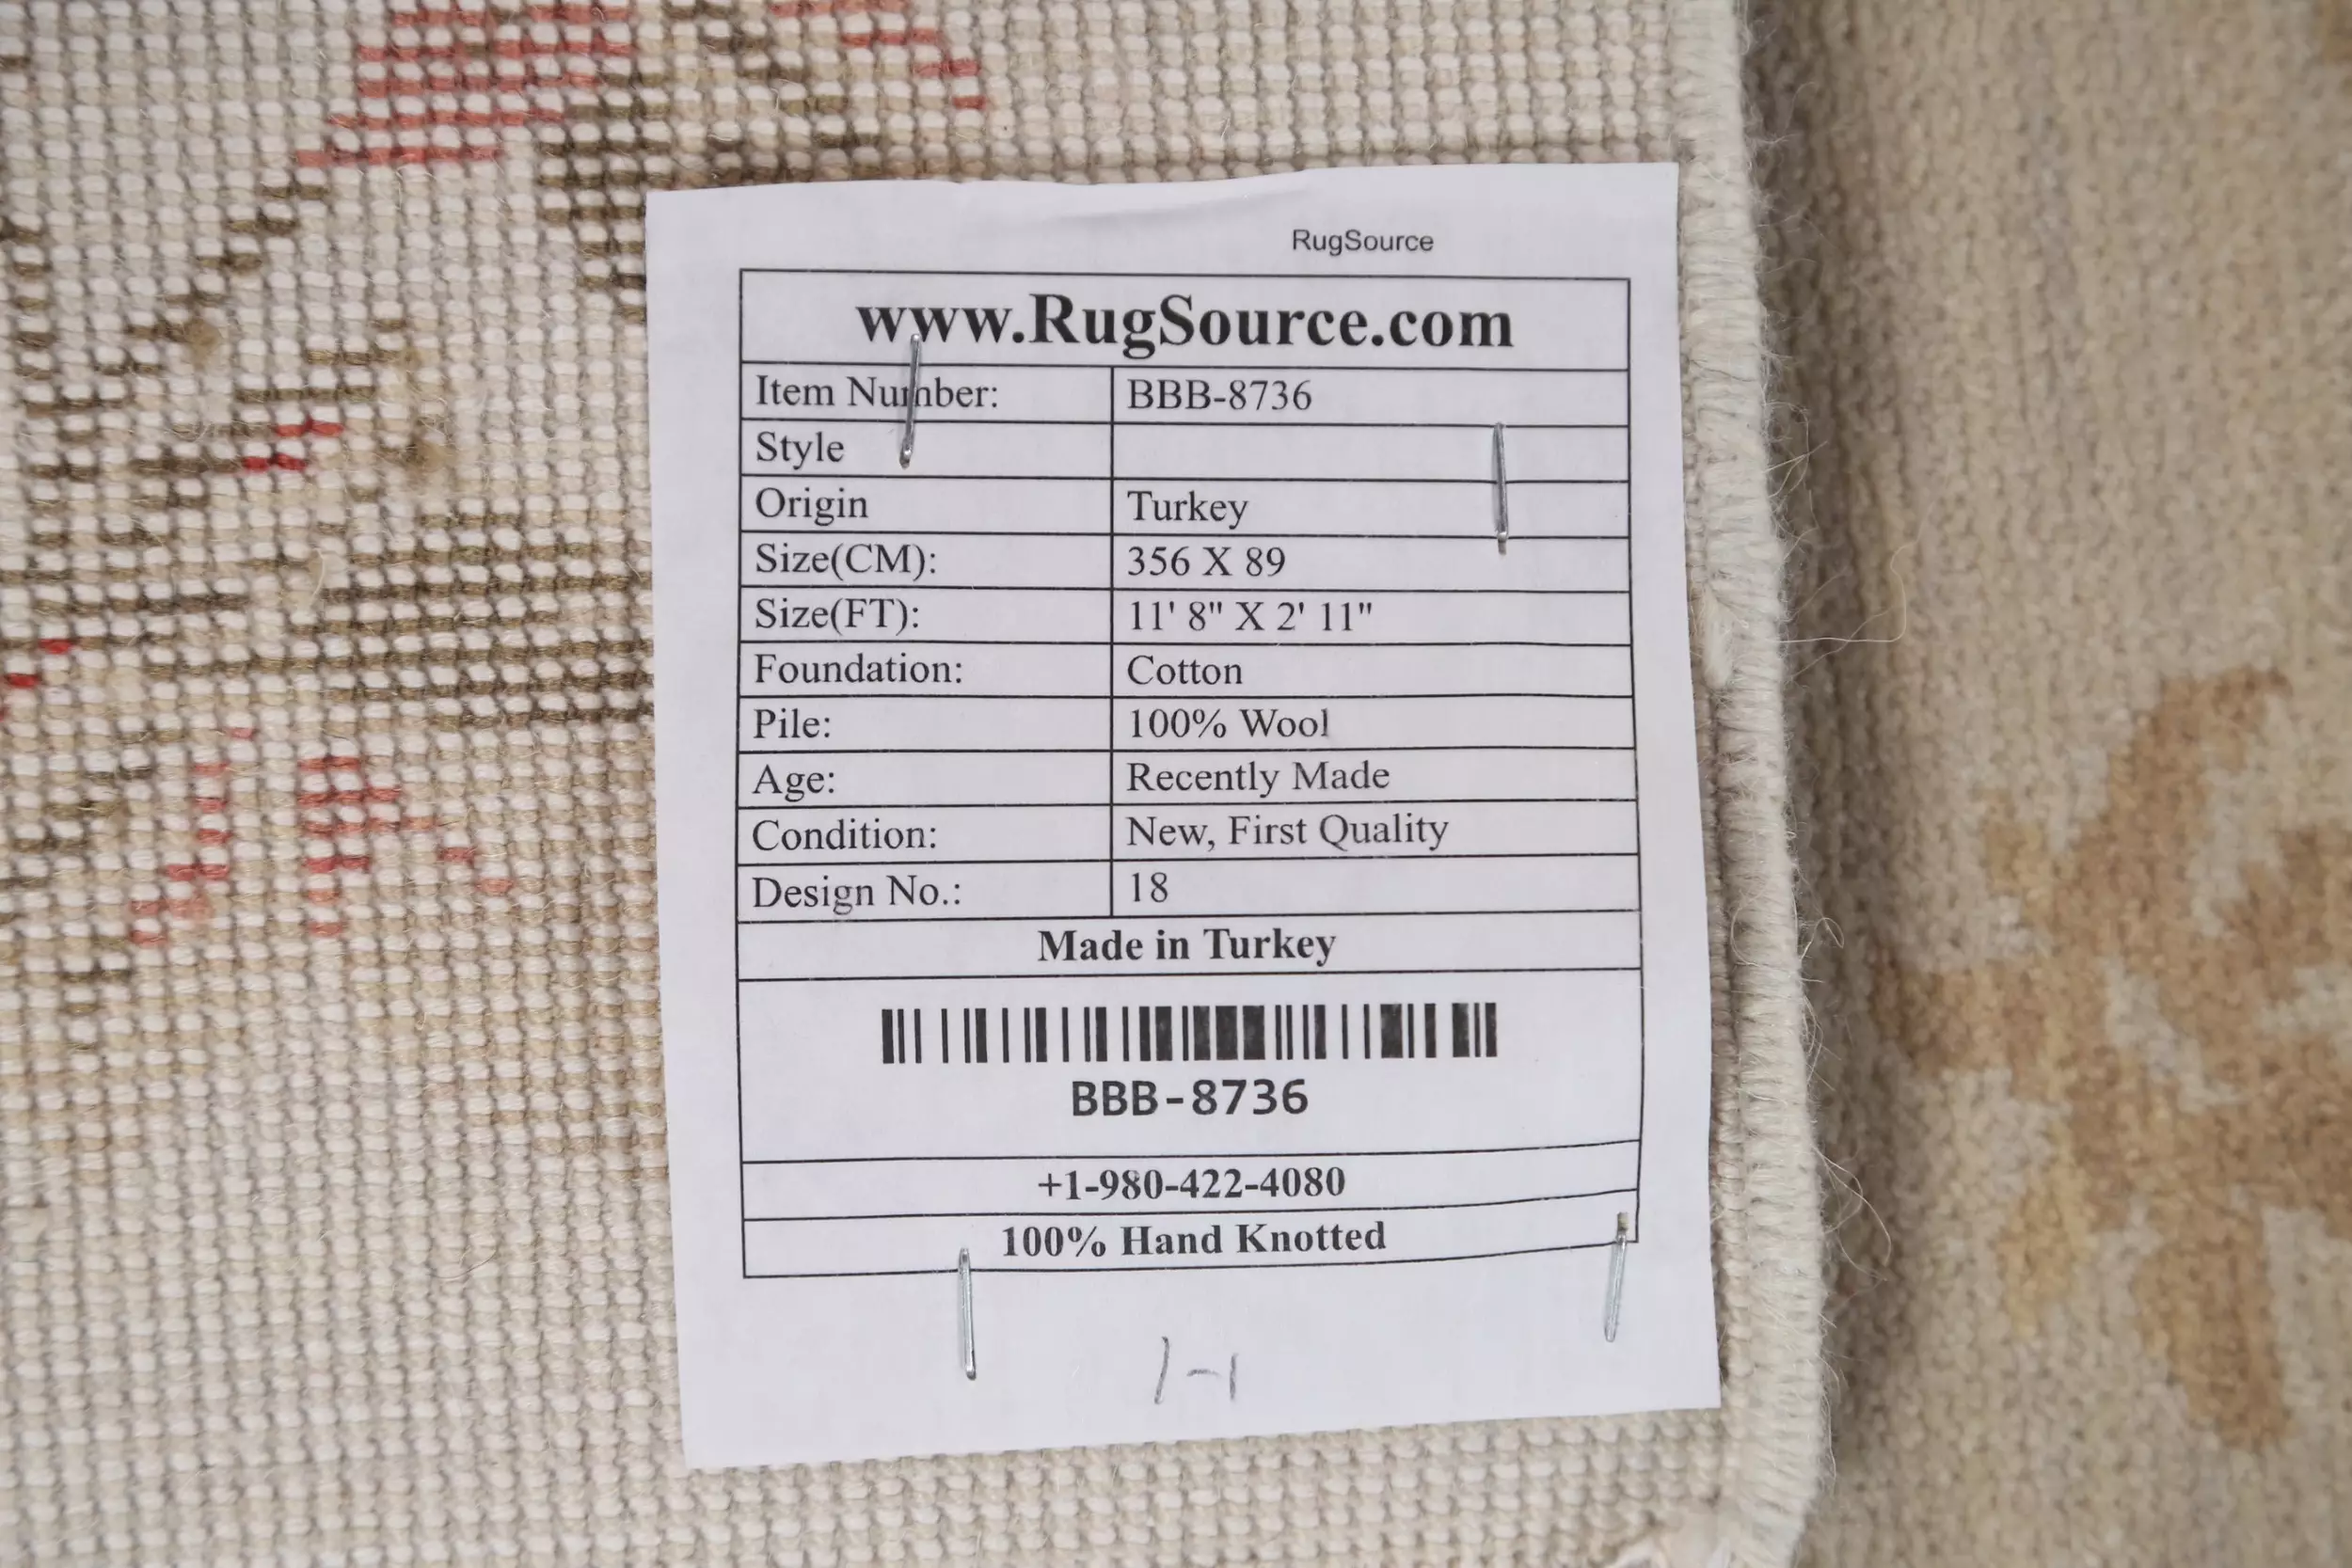 RugSource
www.RugSource.com
Item Number: BBB-8736
Style
Origin Turkey
Size(CM): 356 X 89
Size(FT): 11' 8" X 2' 11"
Foundation: Cotton
Pile: 100% Wool
Age: Recently Made
Condition: New, First Quality
Design No.: 18
Made in Turkey
BBB-8736
+1-980-422-4080
100% Hand Knotted
1-1